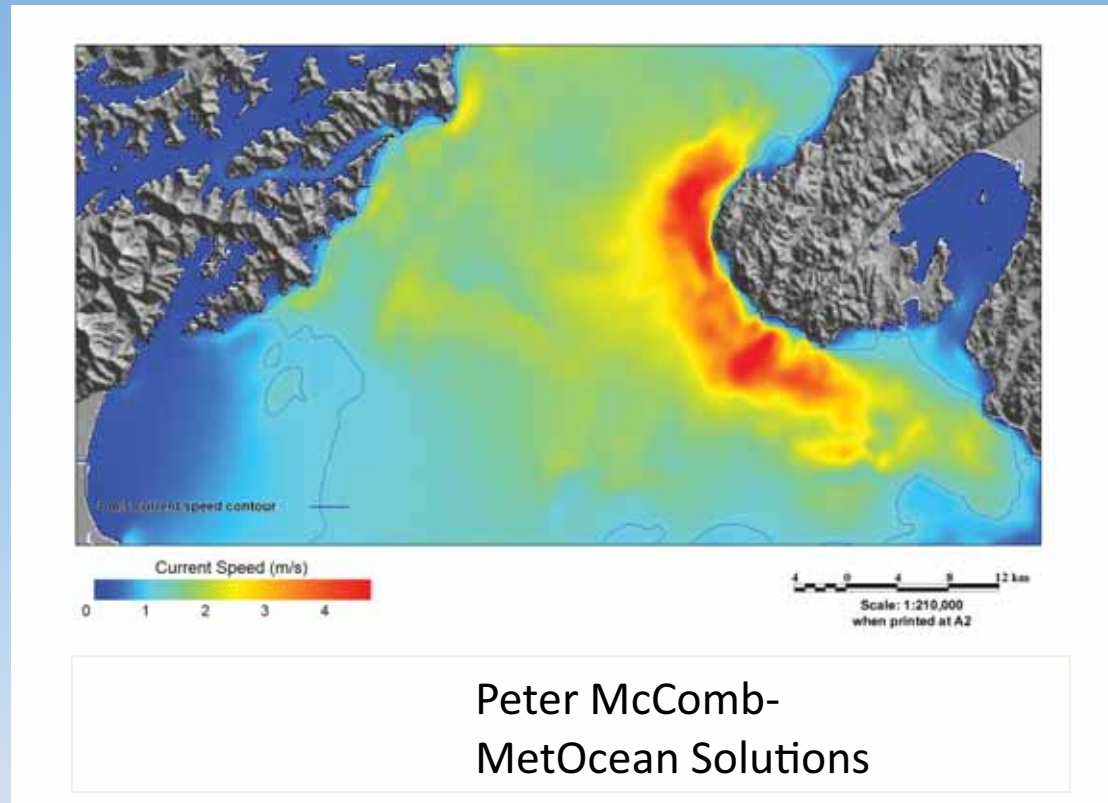 current speed contour
Current Speed (m/s)
0 1 2 3 4
4 0 4 8 12 km
Scale: 1:210,000
when printed at A2
Peter McComb-
MetOcean Solutions